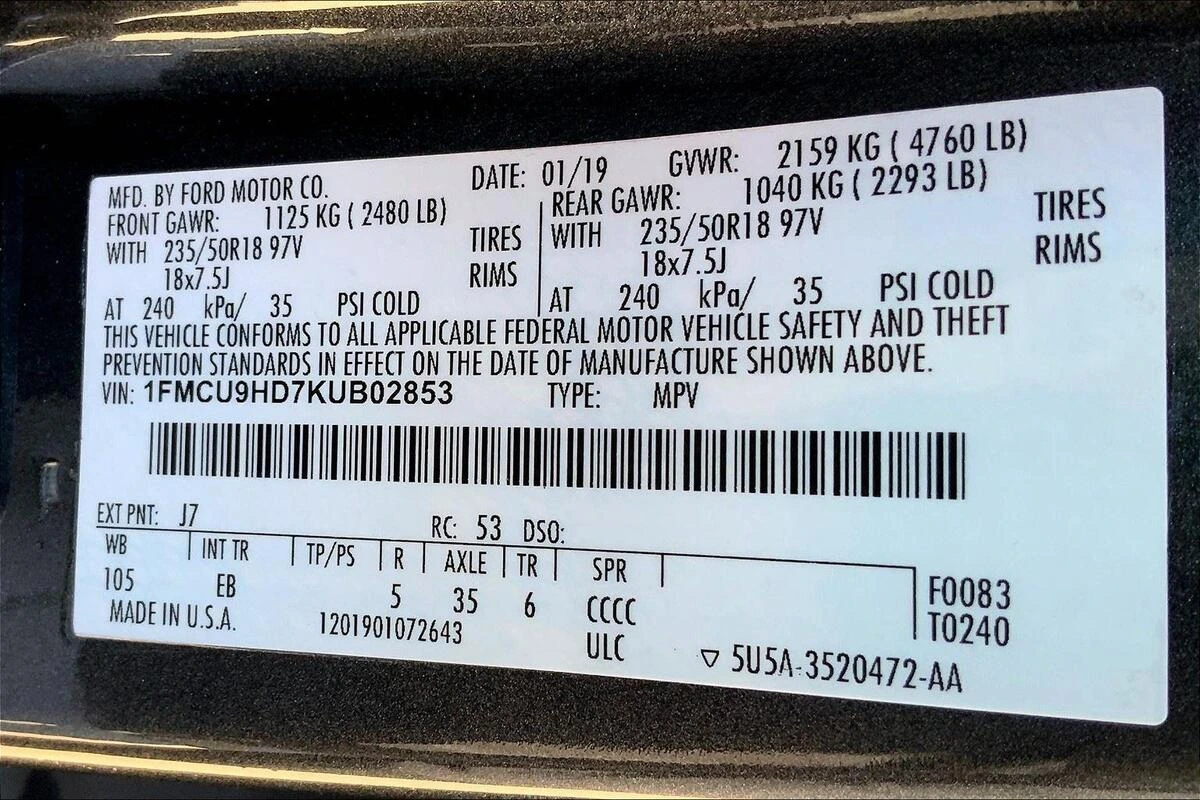 MFD. BY FORD MOTOR CO. DATE: 01/19 GVWR: 2159 KG ( 4760 LB)
FRONT GAWR: 1125 KG ( 2480 LB) REAR GAWR: 1040 KG ( 2293 LB)
WITH 235/50R18 97V TIRES WITH 235/50R18 97V TIRES
18x7.5J RIMS 18x7.5J RIMS
AT 240 kPa/ 35 PSI COLD AT 240 kPa/ 35 PSI COLD
THIS VEHICLE CONFORMS TO ALL APPLICABLE FEDERAL MOTOR VEHICLE SAFETY AND THEFT
PREVENTION STANDARDS IN EFFECT ON THE DATE OF MANUFACTURE SHOWN ABOVE.
VIN: 1FMCU9HD7KUB02853 TYPE: MPV
EXT PNT: J7 RC: 53 DSO:
WB INT TR TP/PS R AXLE TR SPR F0083
105 EB 5 35 6 CCCC T0240
MADE IN U.S.A. 1201901072643 ULC ▽ 5U5A-3520472-AA